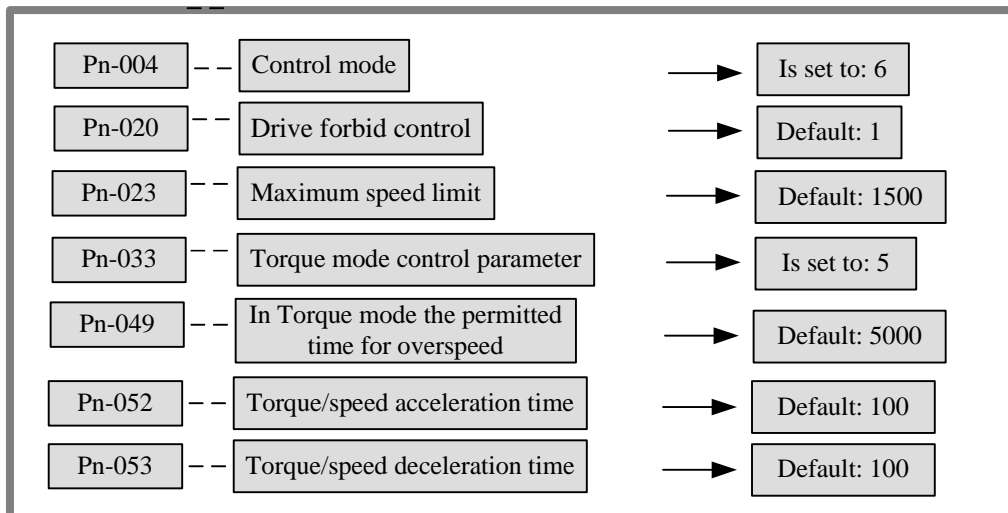 Pn-004 Control mode Is set to: 6
Pn-020 Drive forbid control Default: 1
Pn-023 Maximum speed limit Default: 1500
Pn-033 Torque mode control parameter Is set to: 5
Pn-049 In Torque mode the permitted
time for overspeed Default: 5000
Pn-052 Torque/speed acceleration time Default: 100
Pn-053 Torque/speed deceleration time Default: 100